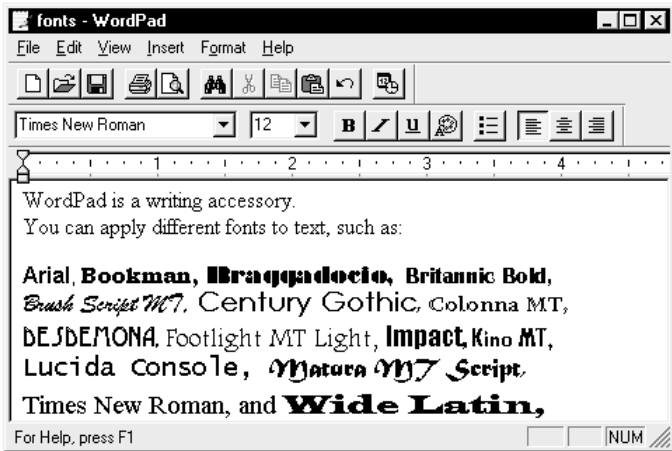 fonts - WordPad
File Edit View Insert Format Help
Times New Roman 12 B I U
1 2 3 4
WordPad is a writing accessory.
You can apply different fonts to text, such as:
Arial, Bookman, Braggadocio, Britannic Bold,
Brush Script MT, Century Gothic, Colonna MT,
DESDEMONA, Footlight MT Light, Impact, Kino MT,
Lucida Console, Matura MT Script,
Times New Roman, and Wide Latin,
For Help, press F1 NUM